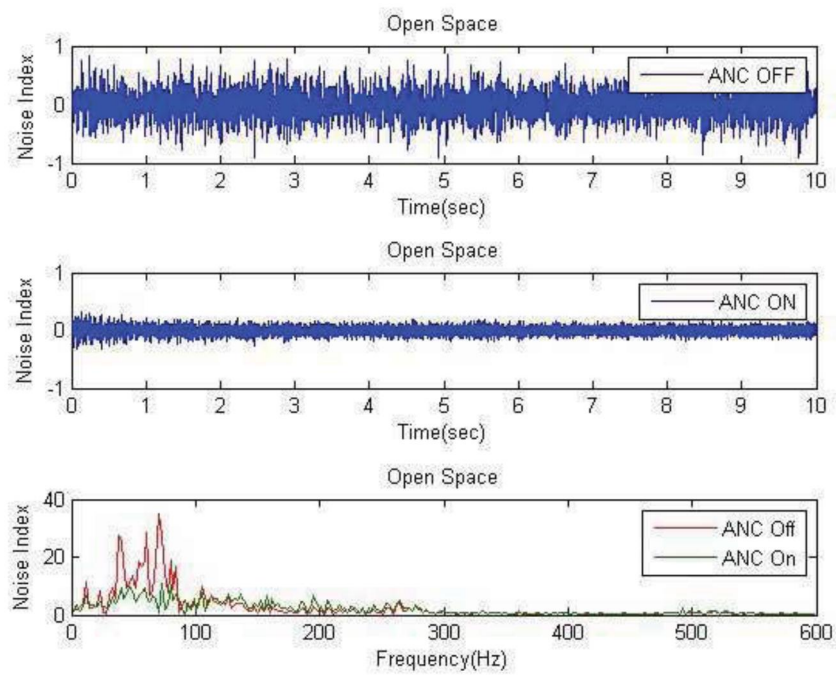 Open Space
1
0
-1
Noise Index
ANC OFF
0 1 2 3 4 5 6 7 8 9 10
Time(sec)
Open Space
1
0
-1
Noise Index
ANC ON
0 1 2 3 4 5 6 7 8 9 10
Time(sec)
Open Space
40
20
0
Noise Index
ANC Off
ANC On
0 100 200 300 400 500 600
Frequency(Hz)